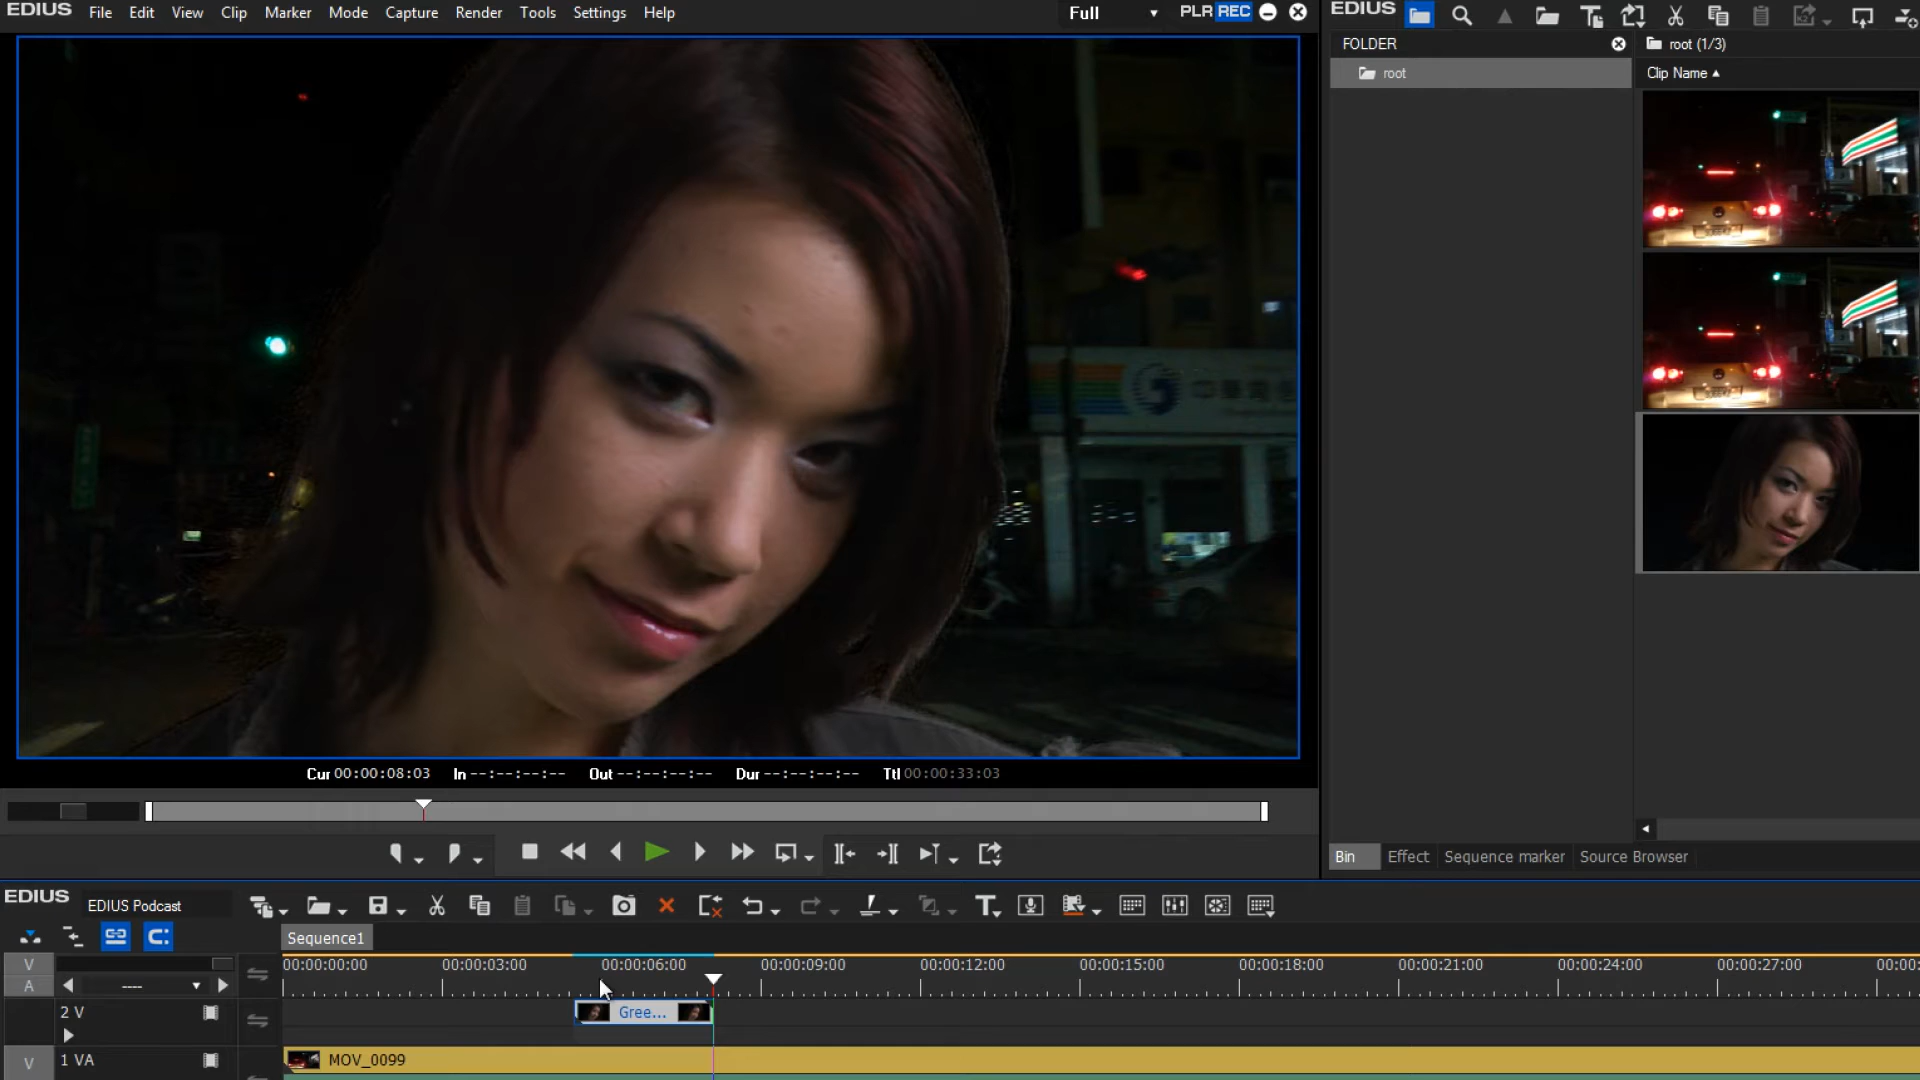 EDIUS File Edit View Clip Marker Mode Capture Render Tools Settings Help Full PLR REC
EDIUS
FOLDER
root (1/3)
root
Clip Name
Cur 00:00:08:03 In --:--:--:-- Out --:--:--:-- Dur --:--:--:-- Ttl 00:00:33:03
Bin Effect Sequence marker Source Browser
EDIUS EDIUS Podcast
Sequence1
V
A
----
00:00:00:00 00:00:03:00 00:00:06:00 00:00:09:00 00:00:12:00 00:00:15:00 00:00:18:00 00:00:21:00 00:00:24:00 00:00:27:00 00:00:
2 V
Gree...
V
1 VA
MOV_0099